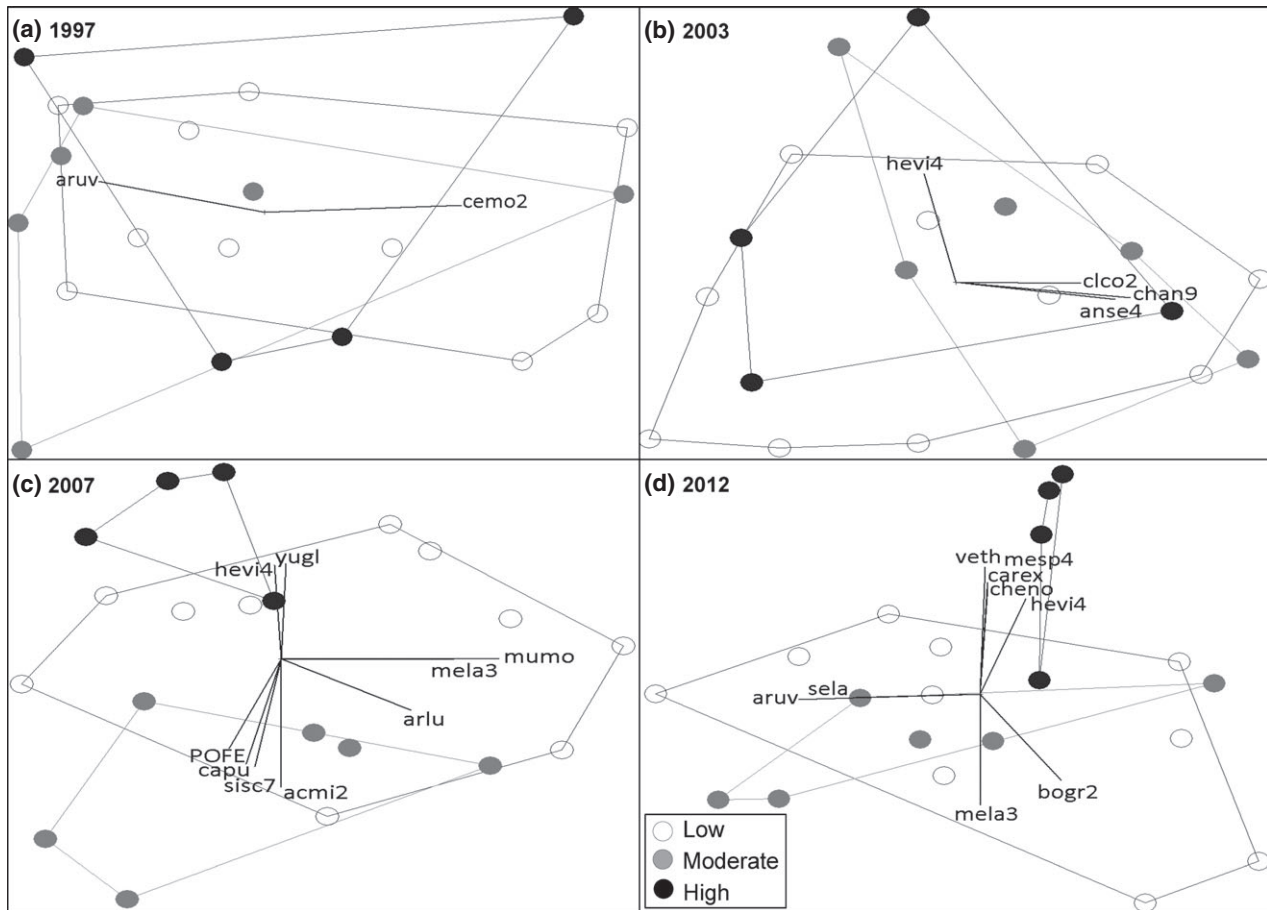 (a) 1997
aruv
cemo2
(b) 2003
hevi4
clco2
chan9
anse4
(c) 2007
hevi4 yugl
mela3 mumo
arlu
POFE
capu
sisc7 acmi2
(d) 2012
veth mesp4
carex
cheno
hevi4
aruv sela
bogr2
mela3
Low
Moderate
High